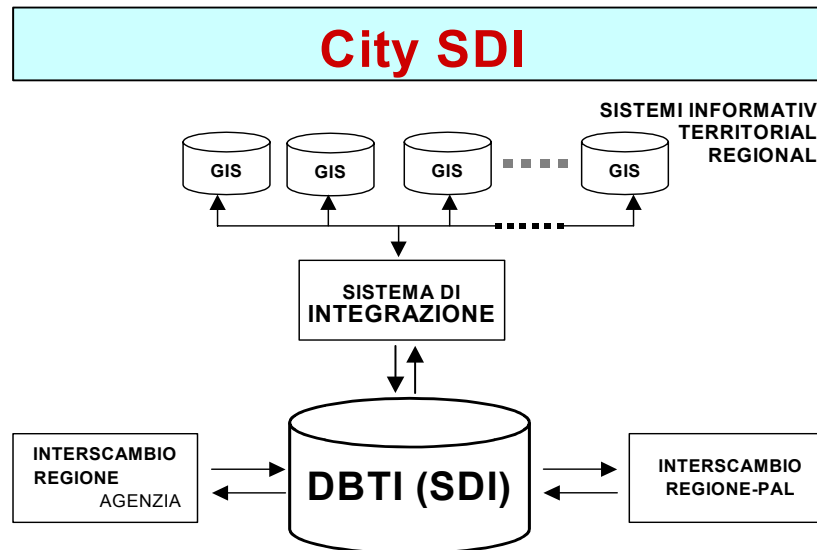 City SDI
SISTEMI INFORMATIV
TERRITORIAL
REGIONAL
GIS
GIS
GIS
GIS
SISTEMA DI
INTEGRAZIONE
INTERSCAMBIO
REGIONE
AGENZIA
DBTI (SDI)
INTERSCAMBIO
REGIONE-PAL